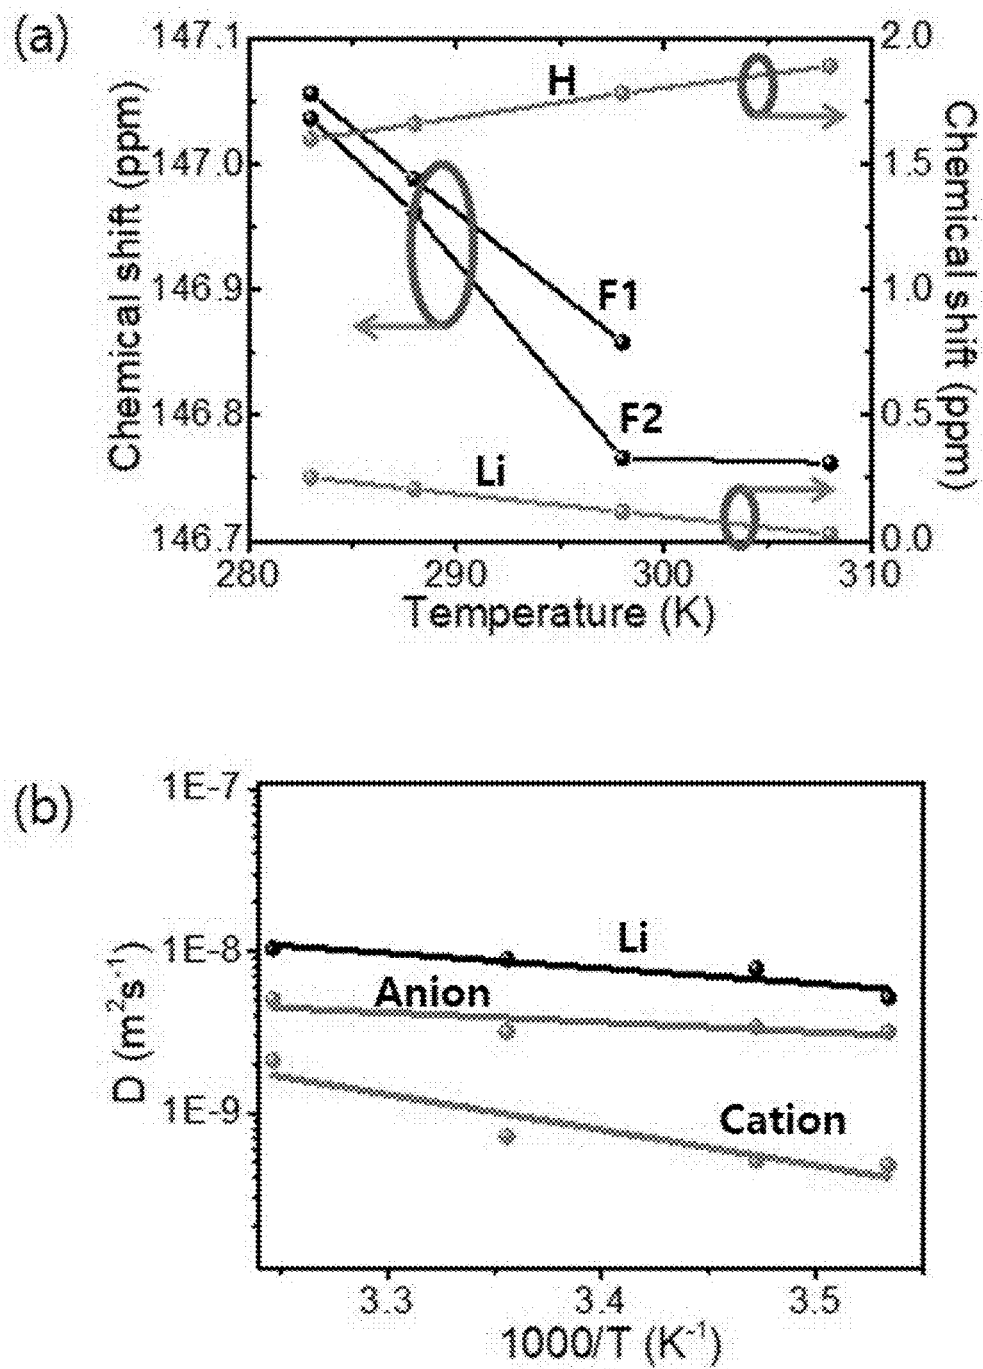 (a)
147.1
147.0
146.9
146.8
146.7
Chemical shift (ppm)
2.0
1.5
1.0
0.5
0.0
Chemical shift (ppm)
H
F1
F2
Li
280
290
300
310
Temperature (K)
(b)
1E-7
1E-8
1E-9
D (m²s⁻¹)
Li
Anion
Cation
3.3
3.4
3.5
1000/T (K⁻¹)